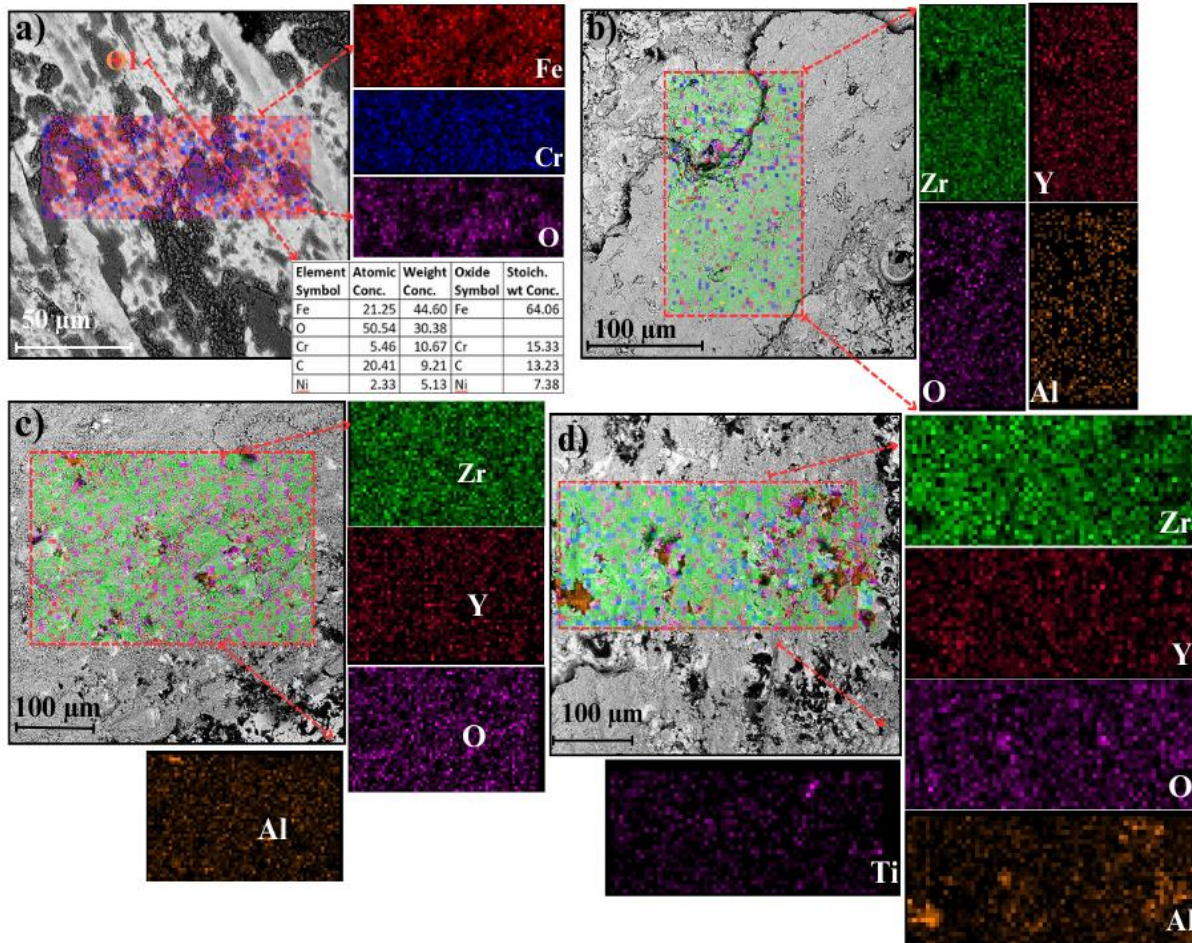 a)
01
Fe
Cr
O
Element Symbol Atomic Conc. Weight Conc. Oxide Symbol Stoich. wt Conc.
Fe 21.25 44.60 Fe 64.06
O 50.54 30.38
Cr 5.46 10.67 Cr 15.33
C 20.41 9.21 C 13.23
Ni 2.33 5.13 Ni 7.38
50 µm
b)
100 µm
Zr
Y
O
Al
c)
100 µm
Zr
Y
O
Al
d)
100 µm
Zr
Y
O
Al
Ti